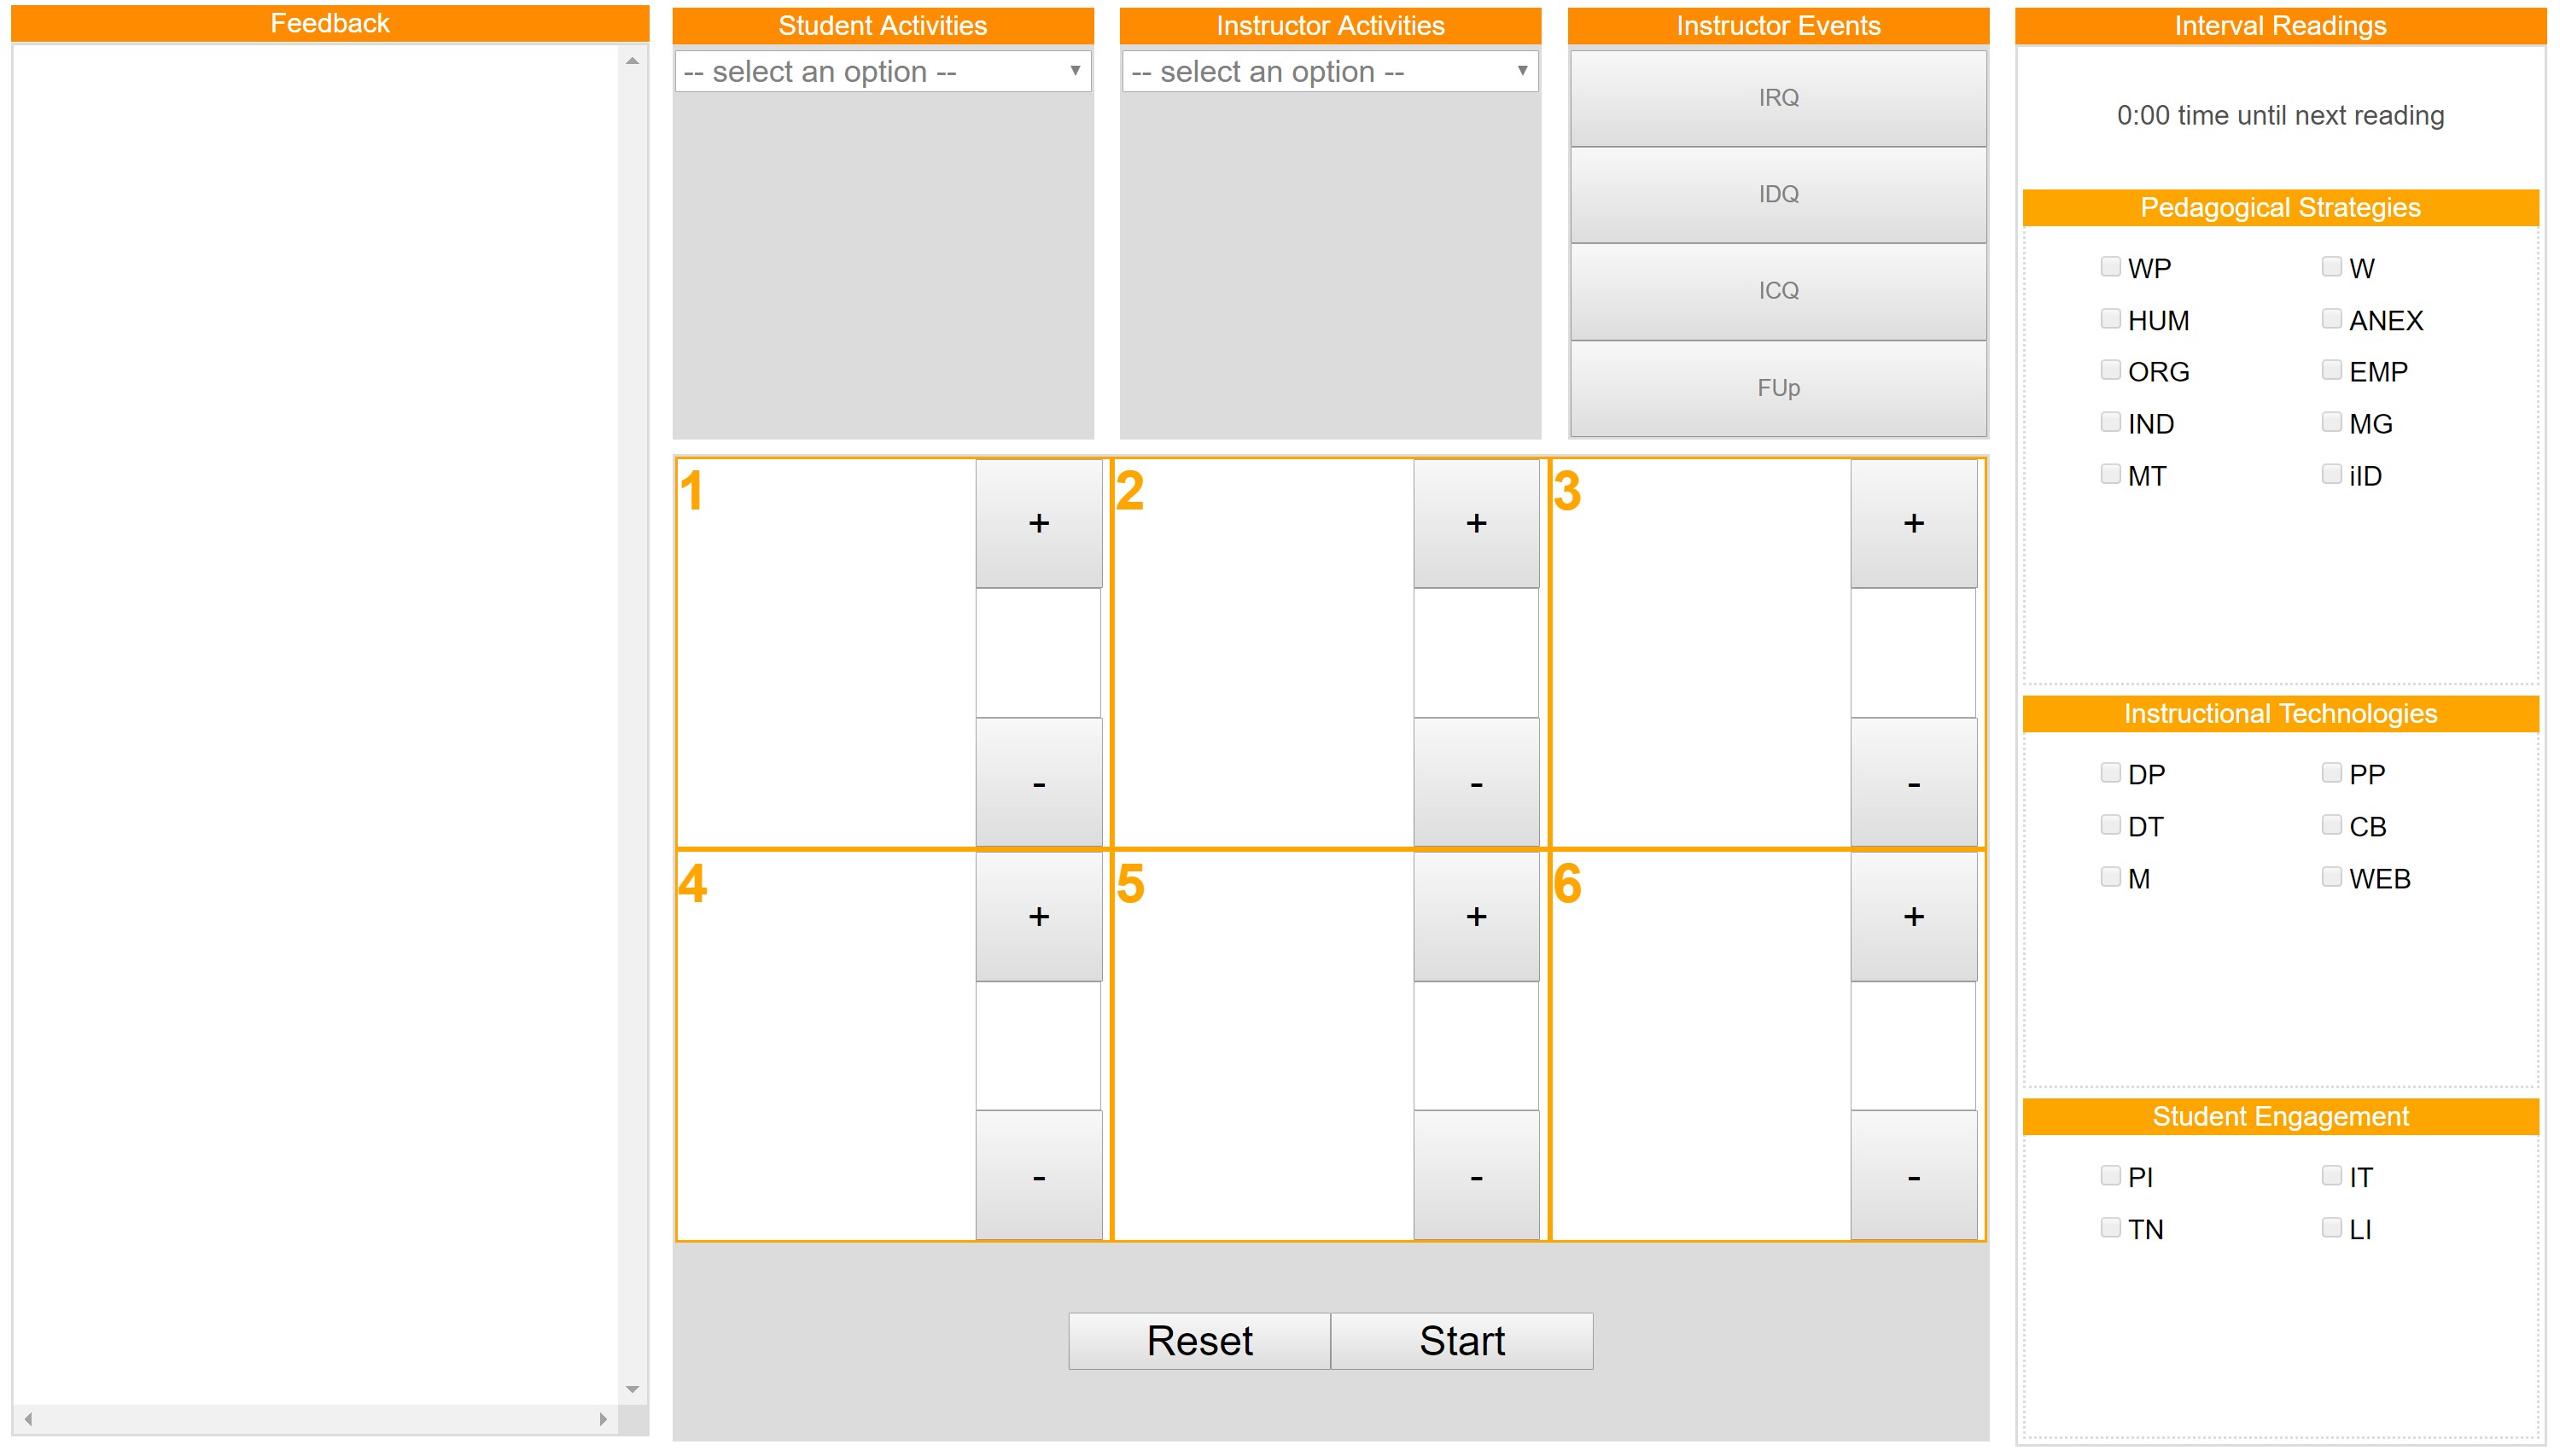 Feedback
Student Activities
-- select an option --
Instructor Activities
-- select an option --
Instructor Events
IRQ
IDQ
ICQ
FUp
1 + -
2 + -
3 + -
4 + -
5 + -
6 + -
Reset Start
Interval Readings
0:00 time until next reading
Pedagogical Strategies
WP W
HUM ANEX
ORG EMP
IND MG
MT iID
Instructional Technologies
DP PP
DT CB
M WEB
Student Engagement
PI IT
TN LI